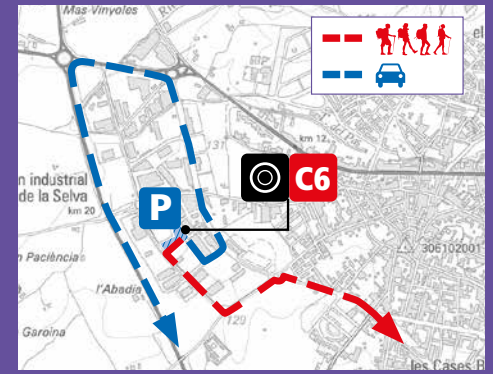 Mas Vinyoles
el
km 12
131
n industrial
de la Selva
km 20
P
C6
306102001
n Paciència
l'Abadia
129
Garoina
les Cases B